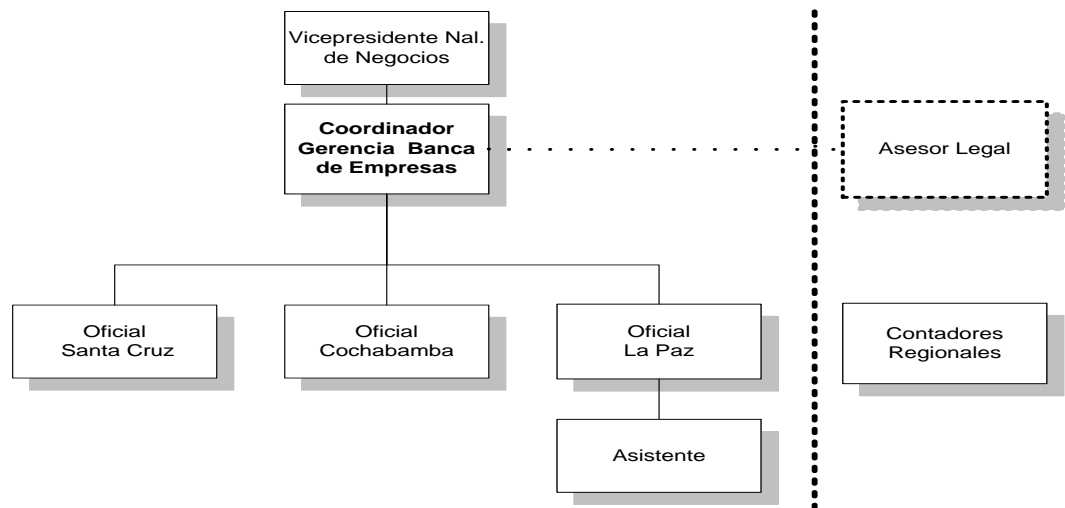 Vicepresidente Nal.
de Negocios
Coordinador
Gerencia Banca
de Empresas
Asesor Legal
Oficial
Santa Cruz
Oficial
Cochabamba
Oficial
La Paz
Contadores
Regionales
Asistente